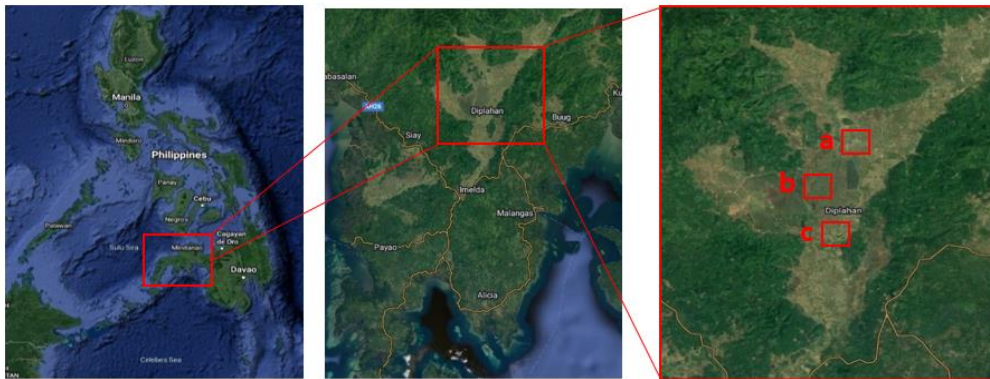 Luzon
Manila
Mindoro
Philippines
Panay
Cebu
Negros
Palawan
Sulu Sea
Cagayan
de Oro
Mindanao
Davao
Celebes Sea
Diplahan
Buug
Siay
Imelda
Malangas
Payao
Alicia
a
b
Diplahan
c